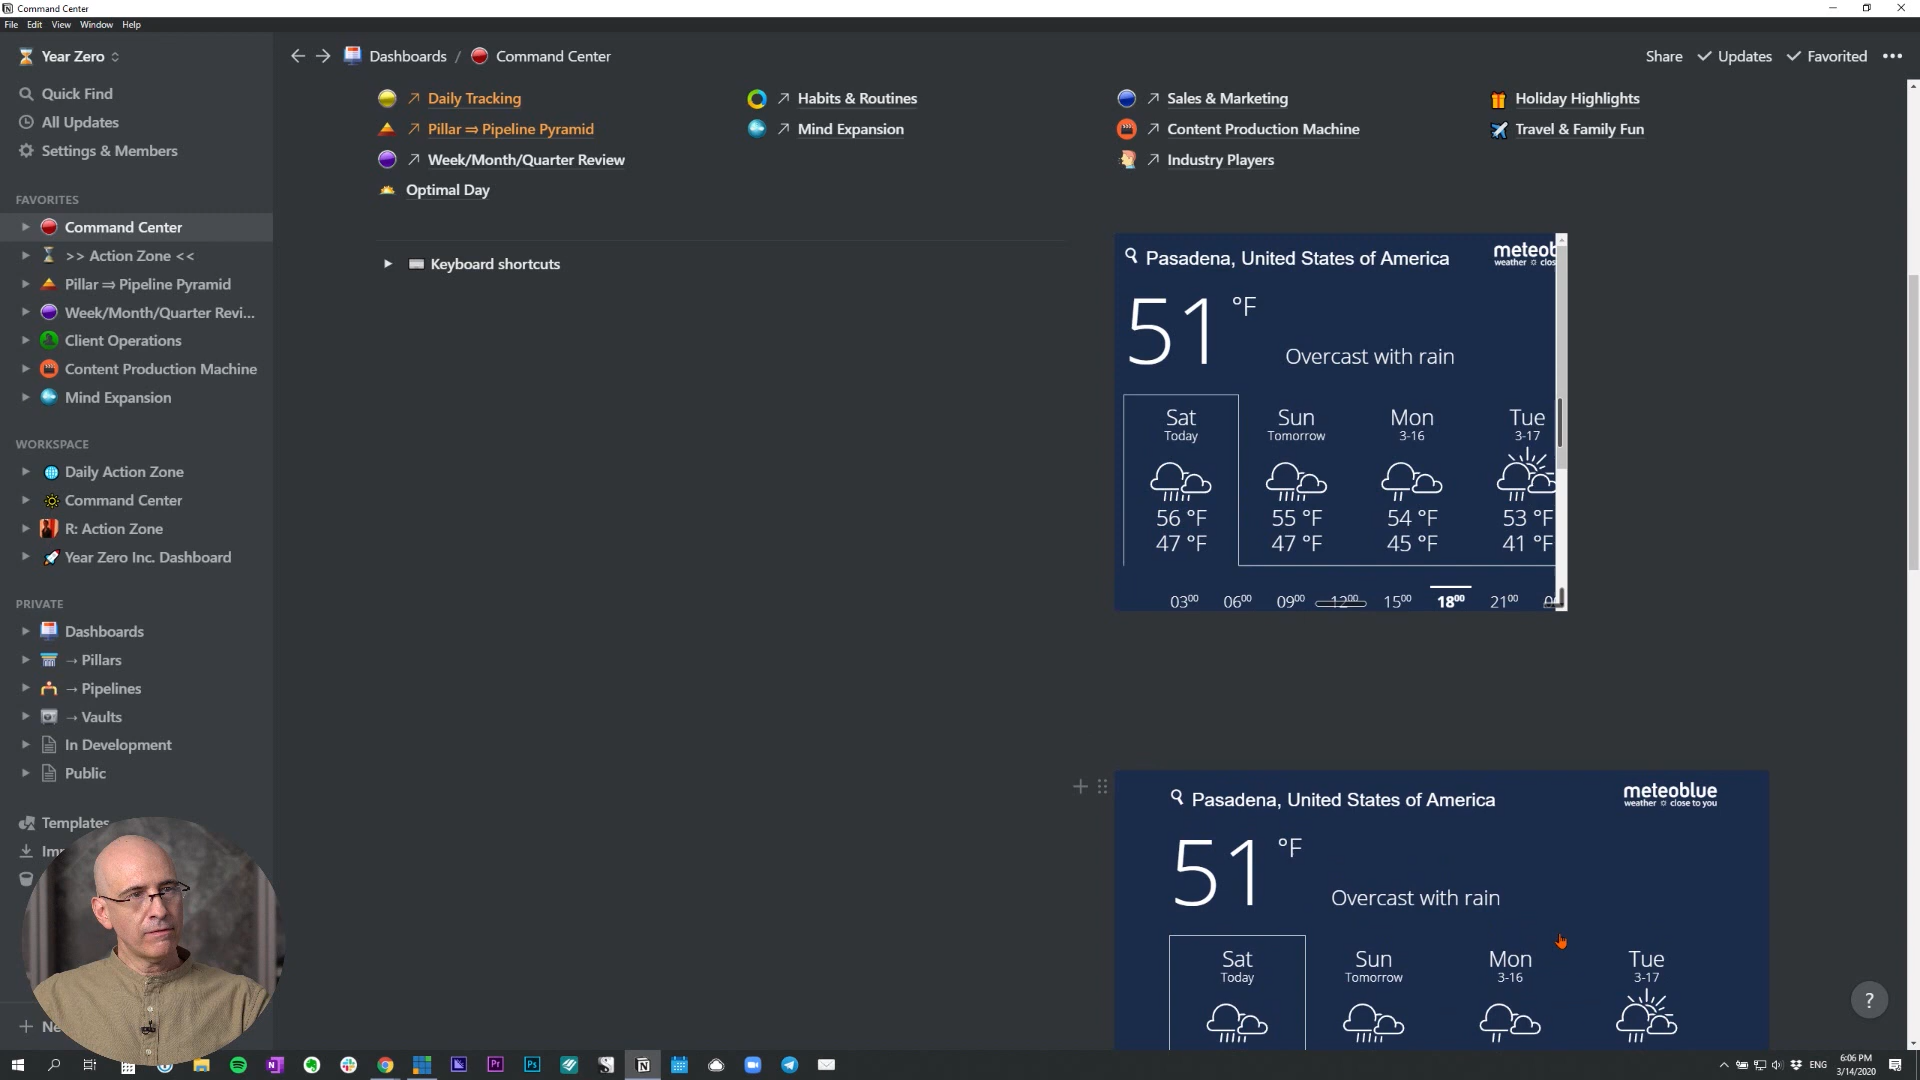 Command Center
File Edit View Window Help
Year Zero
Dashboards / Command Center
Share Updates Favorited
Quick Find
All Updates
Settings & Members
FAVORITES
Command Center
>> Action Zone <<
Pillar ⇒ Pipeline Pyramid
Week/Month/Quarter Revi...
Client Operations
Content Production Machine
Mind Expansion
WORKSPACE
Daily Action Zone
Command Center
R: Action Zone
Year Zero Inc. Dashboard
PRIVATE
Dashboards
→ Pillars
→ Pipelines
→ Vaults
In Development
Public
Templates
Daily Tracking
Pillar ⇒ Pipeline Pyramid
Week/Month/Quarter Review
Optimal Day
Habits & Routines
Mind Expansion
Sales & Marketing
Content Production Machine
Industry Players
Holiday Highlights
Travel & Family Fun
Keyboard shortcuts
Pasadena, United States of America
meteob
weather ☼ clos
51 °F
Overcast with rain
Sat Sun Mon Tue
Today Tomorrow 3-16 3-17
56 °F 55 °F 54 °F 53 °F
47 °F 47 °F 45 °F 41 °F
03⁰⁰ 06⁰⁰ 09⁰⁰ 12⁰⁰ 15⁰⁰ 18⁰⁰ 21⁰⁰
Pasadena, United States of America
meteoblue
weather ☼ close to you
51 °F
Overcast with rain
Sat Sun Mon Tue
Today Tomorrow 3-16 3-17
?
ENG
6:06 PM
3/14/2020